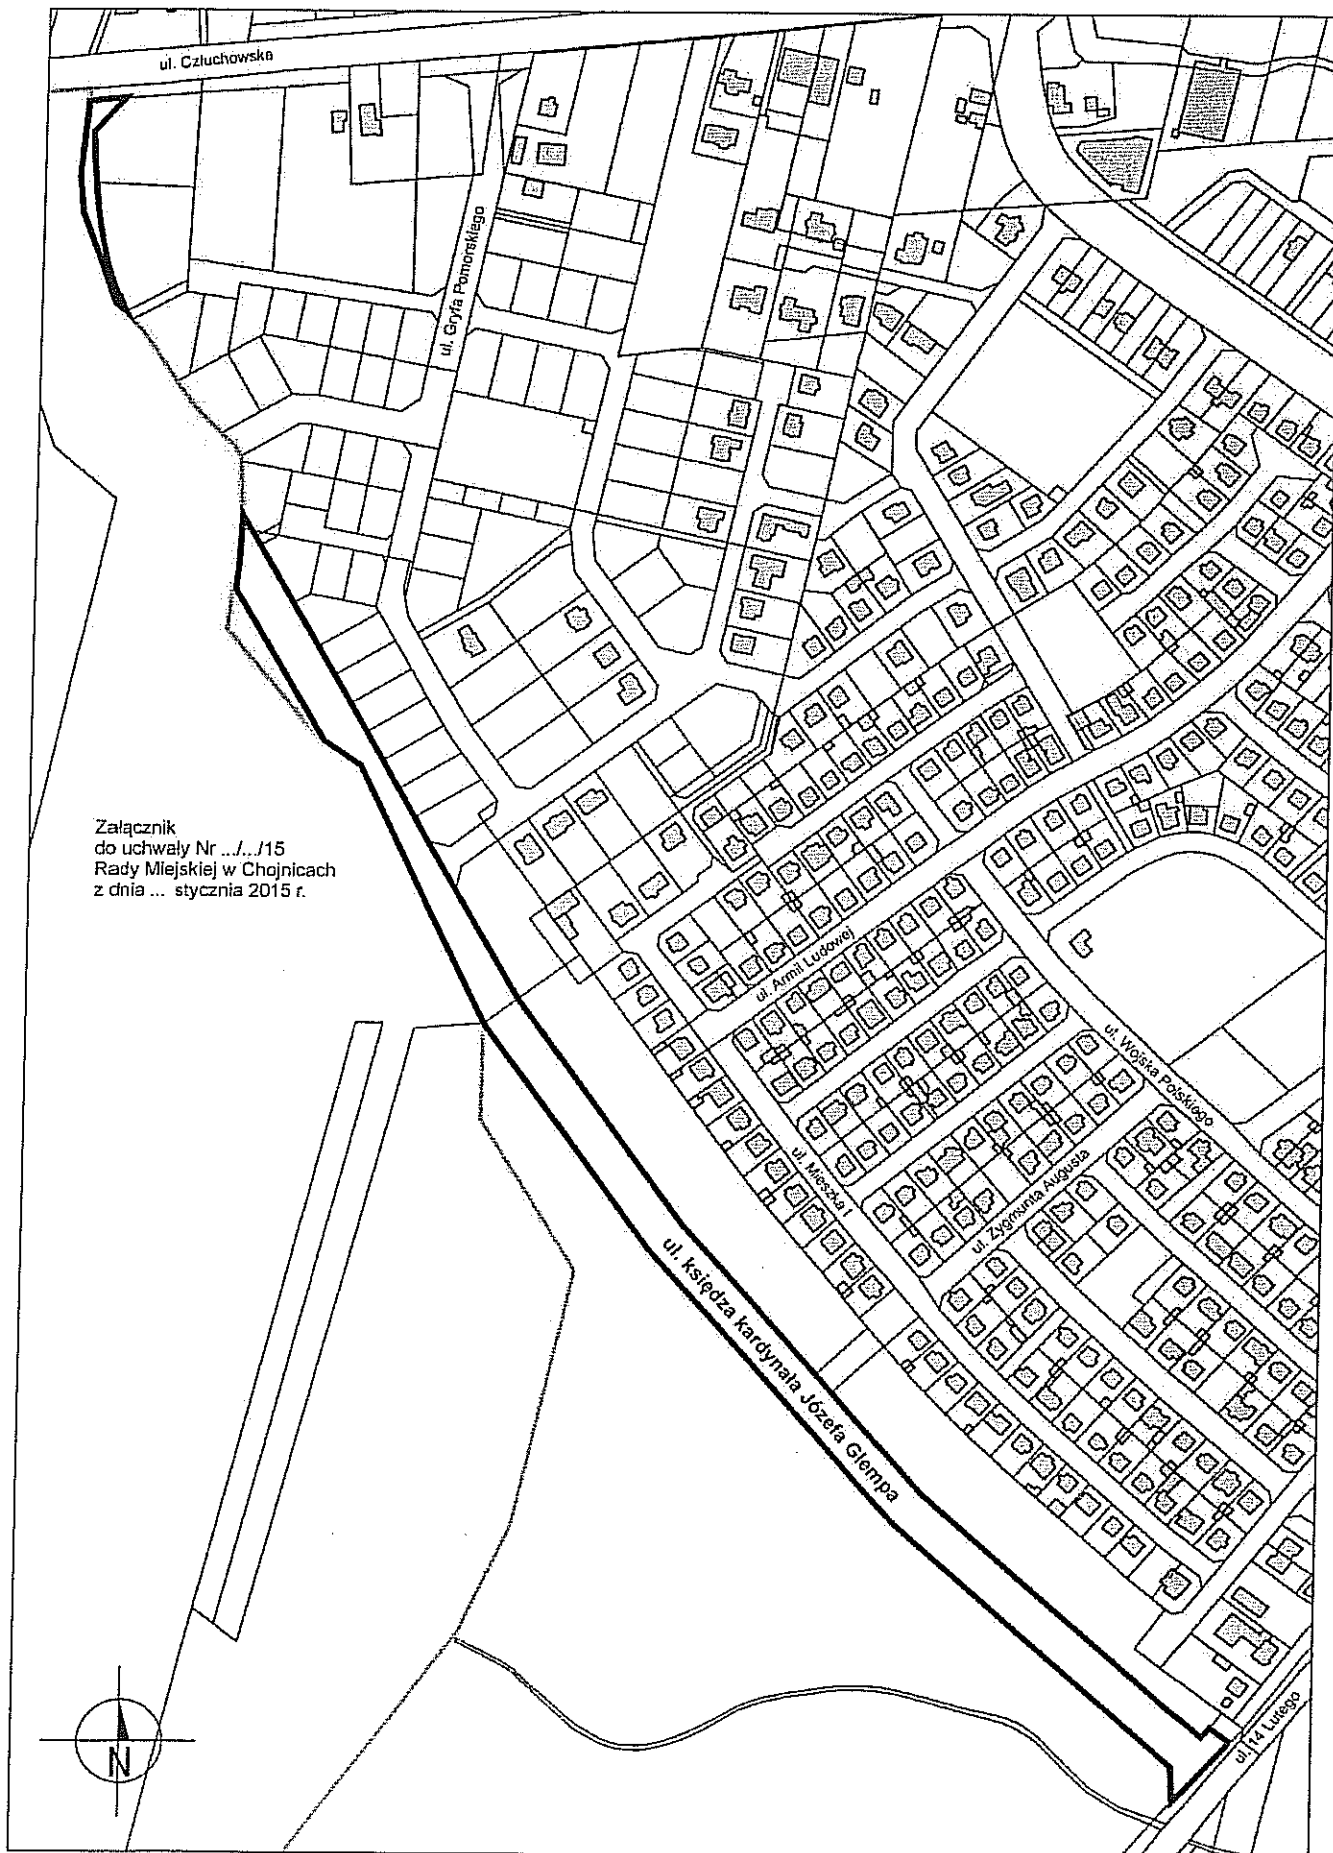 ul. Człuchowska
ul. Gryfa Pomorskiego
Załącznik
do uchwały Nr .../.../15
Rady Miejskiej w Chojnicach
z dnia ... stycznia 2015 r.
ul. Armii Ludowej
ul. Wojska Polskiego
ul. Mieszka I
ul. Zygmunta Augusta
ul. księdza kardynała Józefa Glempa
ul. 14 Lutego
N